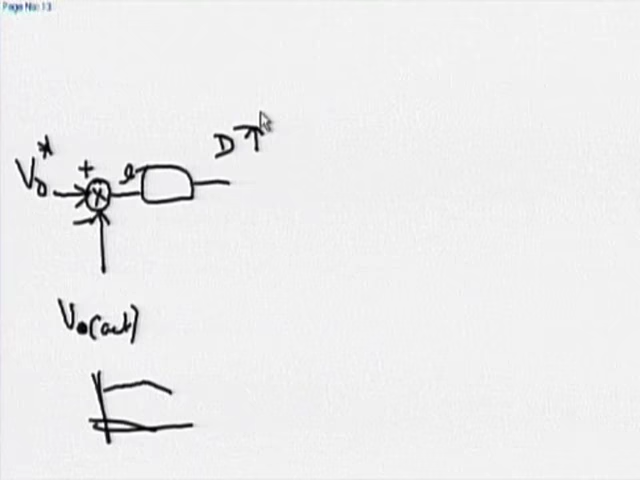 Page No: 13
D↑
V₀* + e
−
V₀(act)